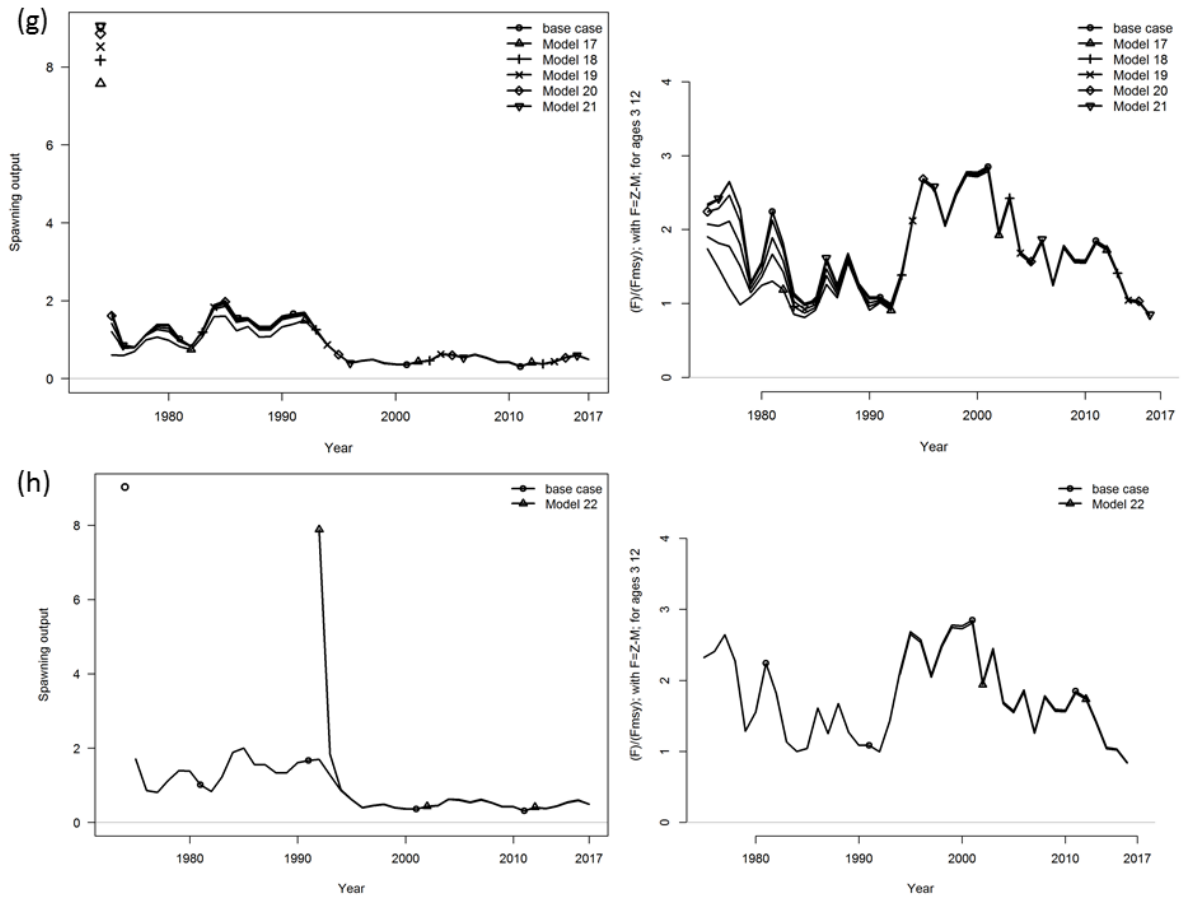 (g)
base case
Model 17
Model 18
Model 19
Model 20
Model 21
Spawning output
8
6
4
2
0
1980 1990 2000 2010 2017
Year
base case
Model 17
Model 18
Model 19
Model 20
Model 21
(F)/(Fmsy); with F=Z-M; for ages 3 12
4
3
2
1
0
1980 1990 2000 2010 2017
Year
(h)
base case
Model 22
Spawning output
8
6
4
2
0
1980 1990 2000 2010 2017
Year
base case
Model 22
(F)/(Fmsy); with F=Z-M; for ages 3 12
4
3
2
1
0
1980 1990 2000 2010 2017
Year